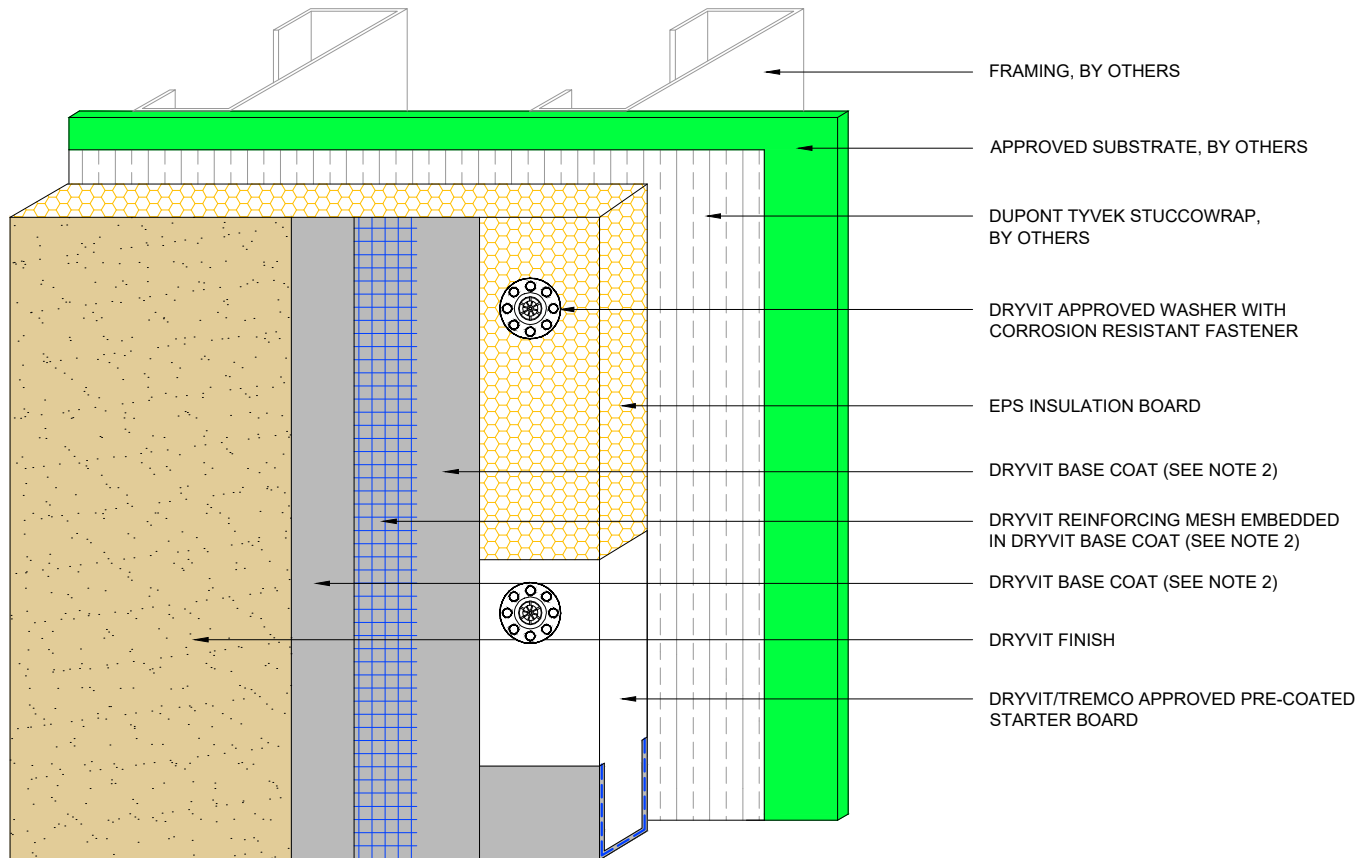 FRAMING, BY OTHERS
APPROVED SUBSTRATE, BY OTHERS
DUPONT TYVEK STUCCOWRAP,
BY OTHERS
DRYVIT APPROVED WASHER WITH
CORROSION RESISTANT FASTENER
EPS INSULATION BOARD
DRYVIT BASE COAT (SEE NOTE 2)
DRYVIT REINFORCING MESH EMBEDDED
IN DRYVIT BASE COAT (SEE NOTE 2)
DRYVIT BASE COAT (SEE NOTE 2)
DRYVIT FINISH
DRYVIT/TREMCO APPROVED PRE-COATED
STARTER BOARD